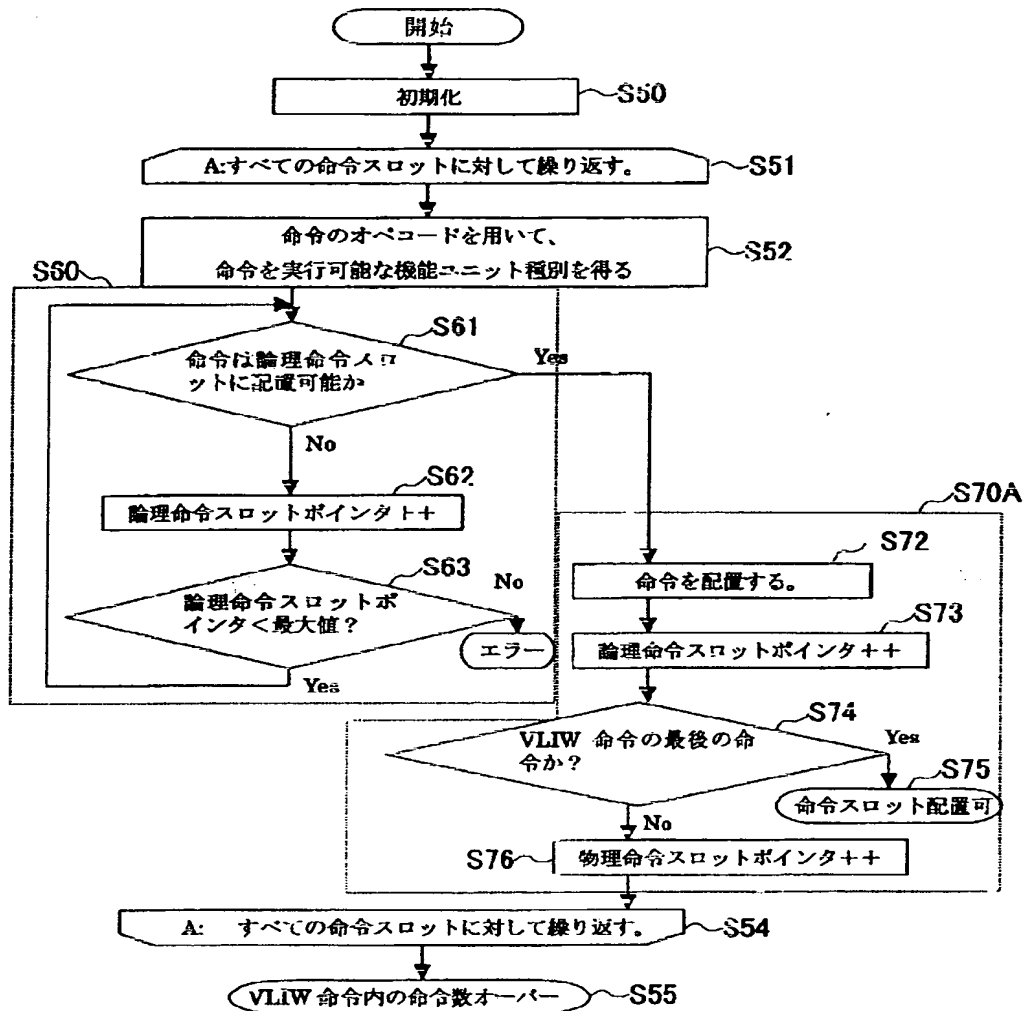 開始
初期化
S50
A:すべての命令スロットに対して繰り返す。
S51
命令のオペコードを用いて、
命令を実行可能な機能ユニット種別を得る
S52
S60
S61
命令は論理命令スロ
ットに配置可能か
Yes
No
S62
論理命令スロットポインタ++
S63
論理命令スロットポ
インタ<最大値?
No
エラー
Yes
S70A
S72
命令を配置する。
S73
論理命令スロットポインタ++
S74
VLIW 命令の最後の命
令か?
Yes
S75
命令スロット配置可
No
S76
物理命令スロットポインタ++
A: すべての命令スロットに対して繰り返す。
S54
VLIW 命令内の命令数オーバー
S55